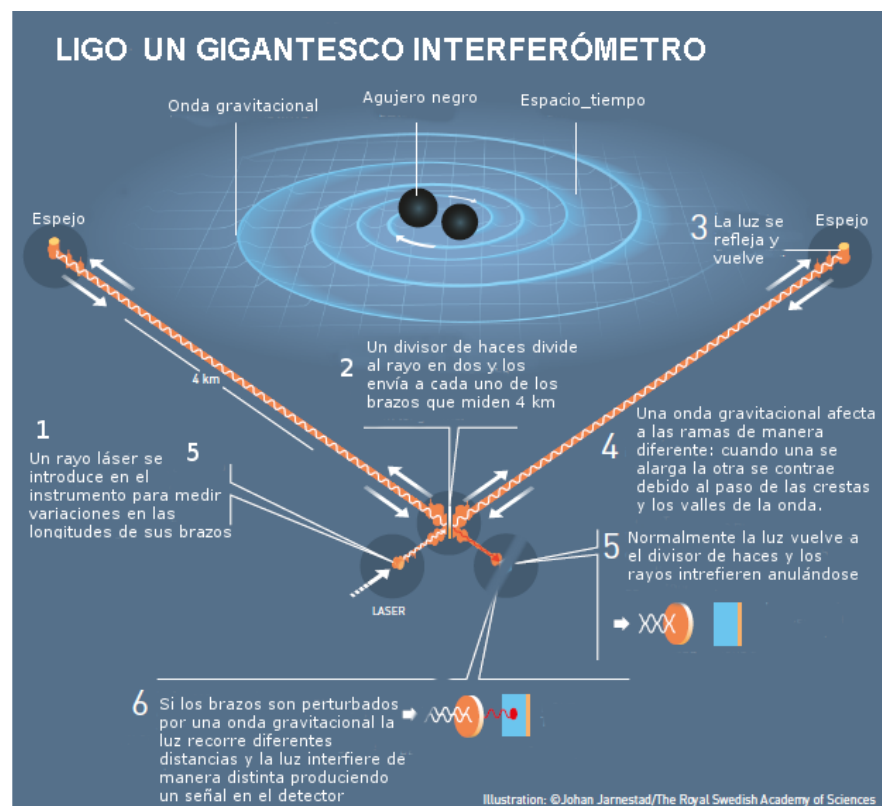 LIGO UN GIGANTESCO INTERFERÓMETRO
Onda gravitacional
Agujero negro
Espacio_tiempo
Espejo
3
La luz se
refleja y
vuelve
Espejo
4 km
2
Un divisor de haces divide
al rayo en dos y los
envía a cada uno de los
brazos que miden 4 km
1
5
Un rayo láser se
introduce en el
instrumento para medir
variaciones en las
longitudes de sus brazos
4
Una onda gravitacional afecta
a las ramas de manera
diferente: cuando una se
alarga la otra se contrae
debido al paso de las crestas
y los valles de la onda.
5
Normalmente la luz vuelve a
el divisor de haces y los
rayos intrefieren anulándose
LASER
6
Si los brazos son perturbados
por una onda gravitacional la
luz recorre diferentes
distancias y la luz interfiere de
manera distinta produciendo
un señal en el detector
Illustration: ©Johan Jarnestad/The Royal Swedish Academy of Sciences